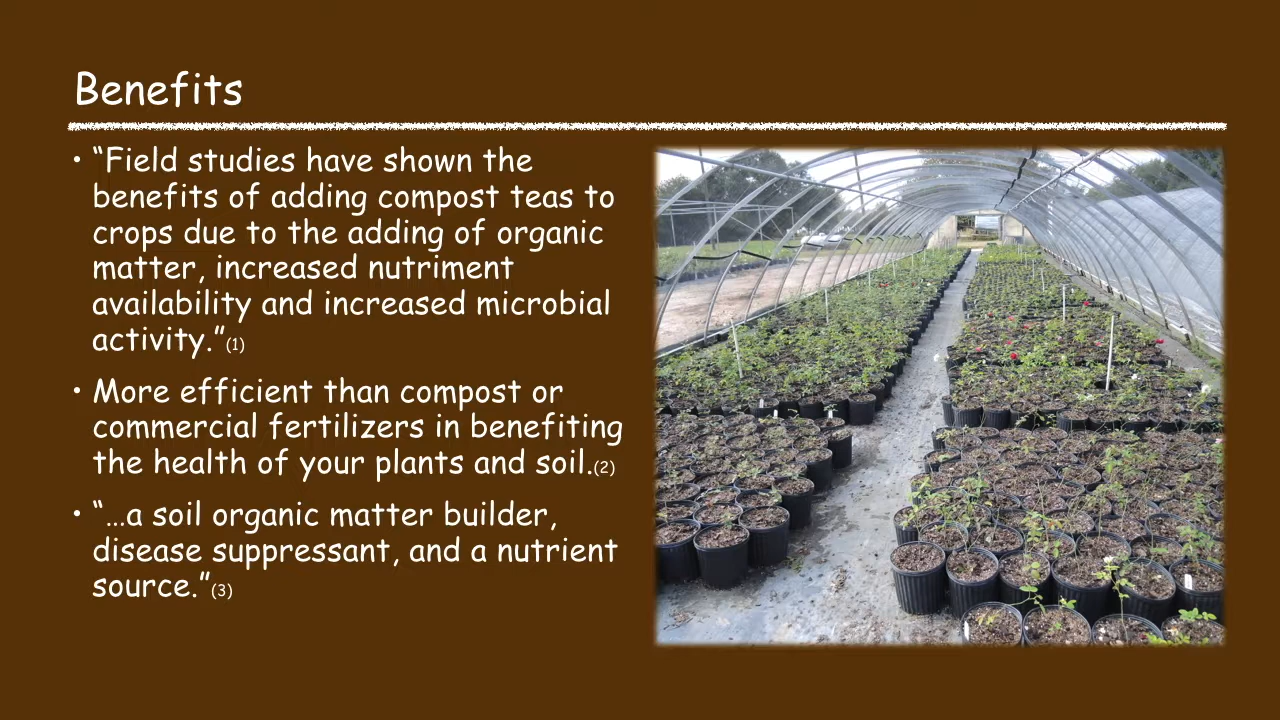 Benefits
• “Field studies have shown the
benefits of adding compost teas to
crops due to the adding of organic
matter, increased nutriment
availability and increased microbial
activity.”(1)
• More efficient than compost or
commercial fertilizers in benefiting
the health of your plants and soil.(2)
• “…a soil organic matter builder,
disease suppressant, and a nutrient
source.”(3)